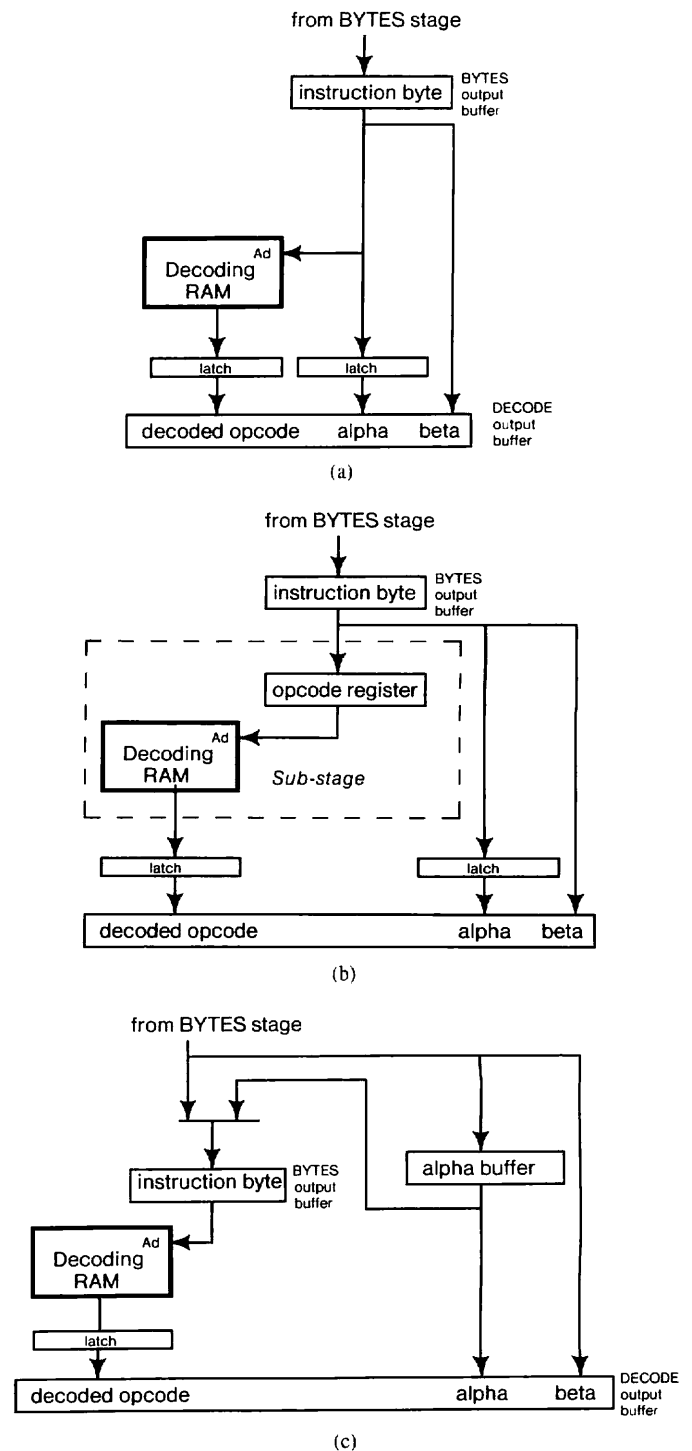 from BYTES stage
instruction byte
BYTES
output
buffer
Ad
Decoding
RAM
latch
latch
DECODE
output
buffer
decoded opcode
alpha
beta
(a)
from BYTES stage
instruction byte
BYTES
output
buffer
opcode register
Ad
Decoding
RAM
Sub-stage
latch
latch
decoded opcode
alpha
beta
(b)
from BYTES stage
alpha buffer
instruction byte
BYTES
output
buffer
Ad
Decoding
RAM
latch
decoded opcode
alpha
beta
DECODE
output
buffer
(c)